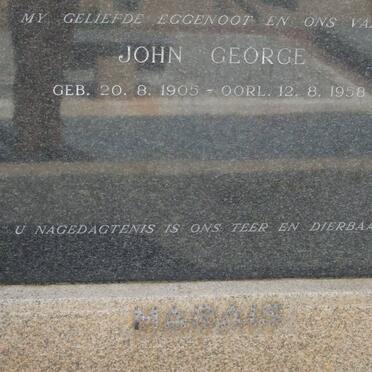 MY GELIEFDE EGGENOOT EN ONS VA
JOHN GEORGE
GEB. 20. 8. 1905 - OORL. 12. 8. 1958
U NAGEDAGTENIS IS ONS TEER EN DIERBAA
MARAIS